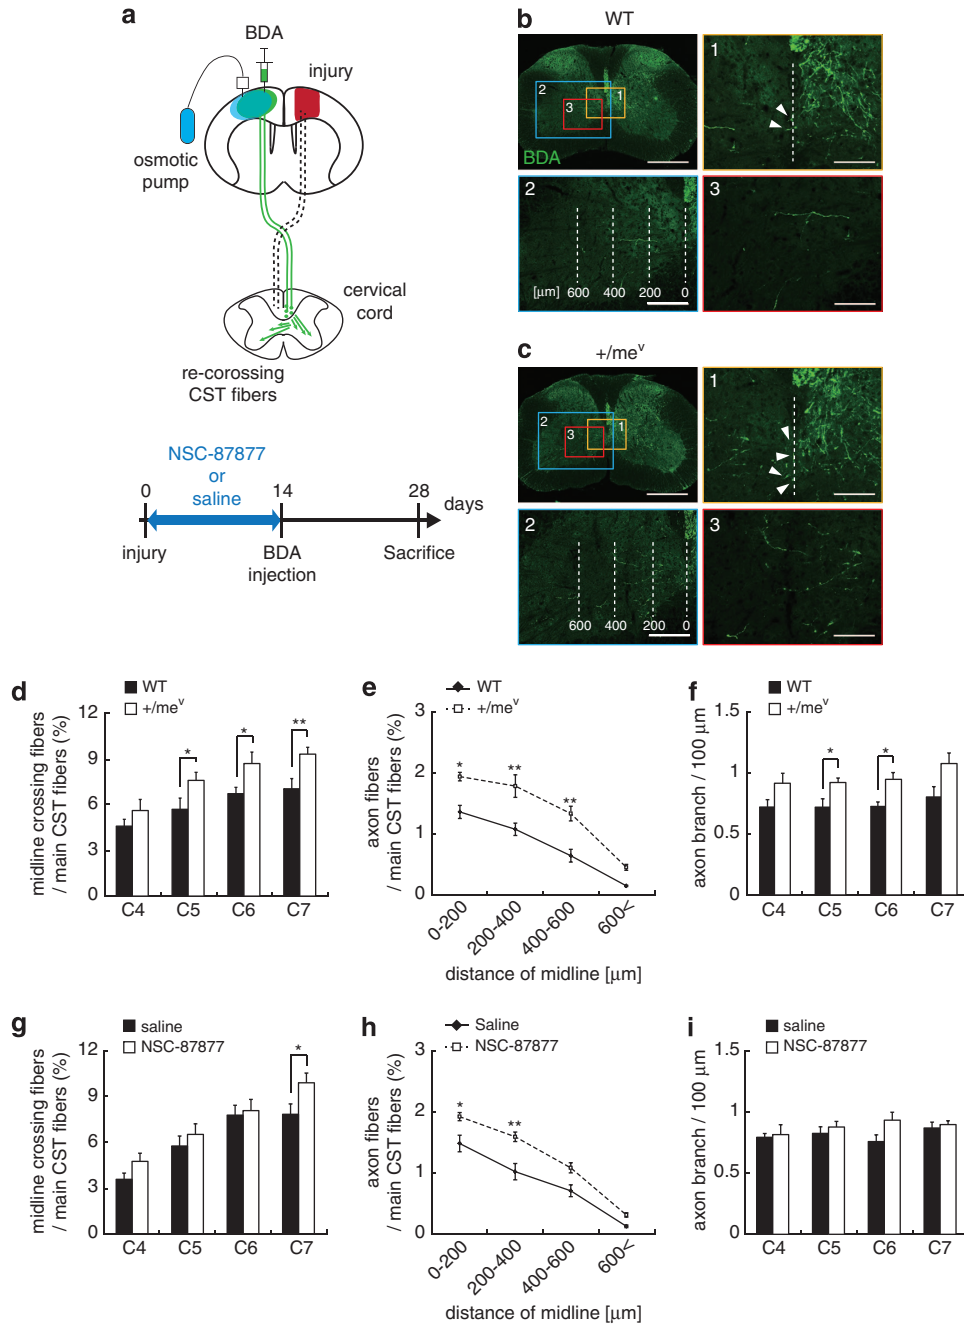 a
BDA
injury
osmotic
pump
cervical
cord
re-corossing
CST fibers
NSC-87877
or
saline
0
14
28
days
injury
BDA
injection
Sacrifice
b
WT
2
3
1
BDA
1
2
[µm]
600
400
200
0
3
c
+/meᵛ
2
3
1
1
2
600
400
200
0
3
d
WT
+/meᵛ
midline crossing fibers
/ main CST fibers (%)
12
9
6
3
0
*
*
**
C4
C5
C6
C7
e
WT
+/meᵛ
axon fibers
/ main CST fibers (%)
3
2
1
0
*
**
**
0-200
200-400
400-600
600<
distance of midline [µm]
f
WT
+/meᵛ
axon branch / 100 µm
1.5
1
0.5
0
*
*
C4
C5
C6
C7
g
saline
NSC-87877
midline crossing fibers
/ main CST fibers (%)
12
9
6
3
0
*
C4
C5
C6
C7
h
Saline
NSC-87877
axon fibers
/ main CST fibers (%)
3
2
1
0
*
**
0-200
200-400
400-600
600<
distance of midline [µm]
i
saline
NSC-87877
axon branch / 100 µm
1.5
1
0.5
0
C4
C5
C6
C7